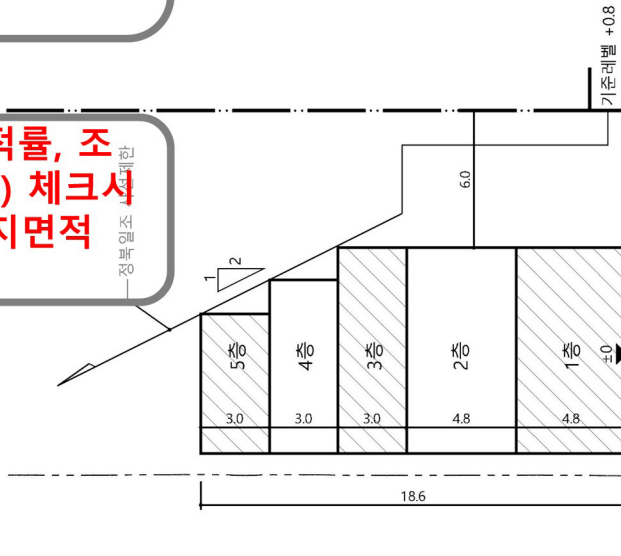 기준레벨 +0.8
적률, 조
) 체크시
지면적
정북일조 사선제한
6.0
1
2
5층
4층
3층
2층
1층
±0
3.0
3.0
3.0
4.8
4.8
18.6